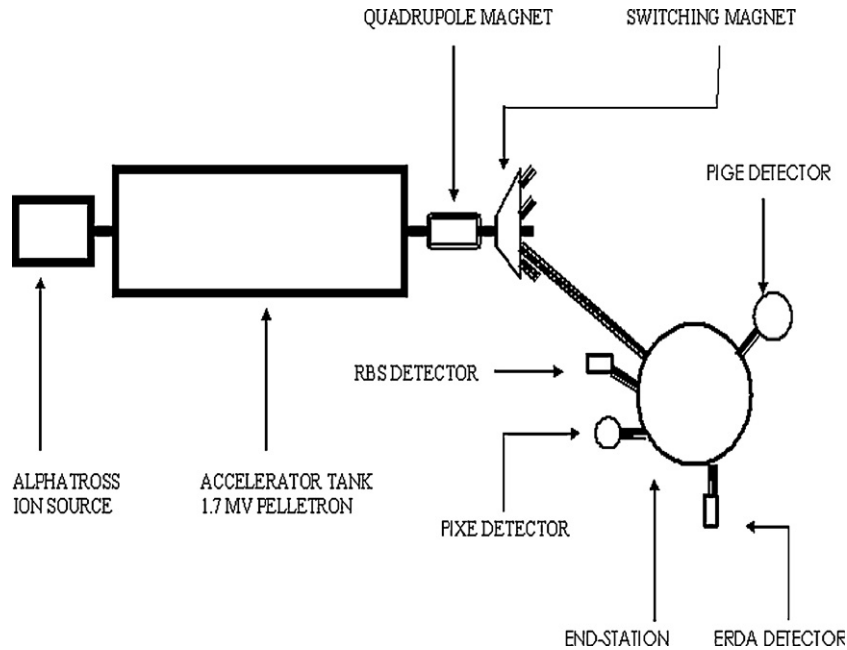 QUADRUPOLE MAGNET
SWITCHING MAGNET
PIGE DETECTOR
RBS DETECTOR
ALPHATROSS
ION SOURCE
ACCELERATOR TANK
1.7 MV PELLETRON
PIXE DETECTOR
END-STATION
ERDA DETECTOR